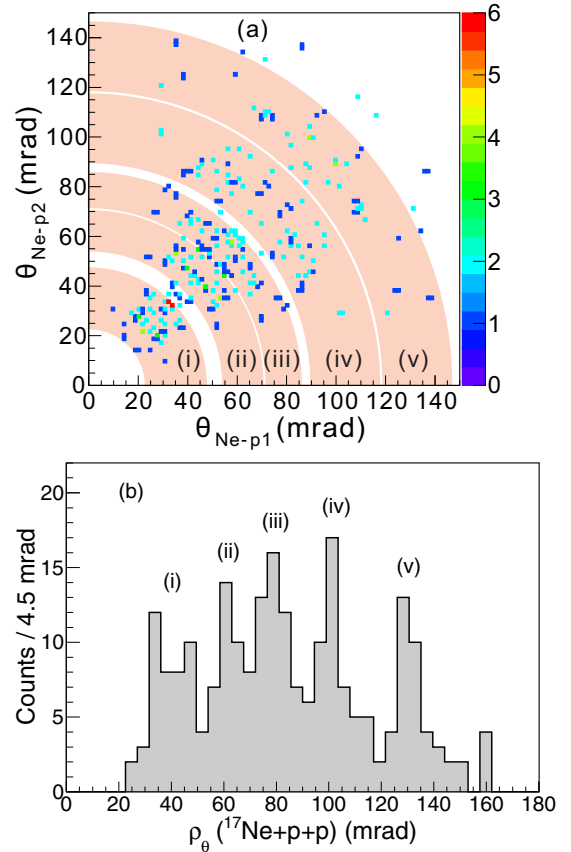 (a)
θNe-p2 (mrad)
140
120
100
80
60
40
20
0
0 20 40 60 80 100 120 140
θNe-p1 (mrad)
(i) (ii) (iii) (iv) (v)
6
5
4
3
2
1
0
(b)
Counts / 4.5 mrad
20
15
10
5
0
(i) (ii) (iii) (iv) (v)
0 20 40 60 80 100 120 140 160 180
ρθ (¹⁷Ne+p+p) (mrad)